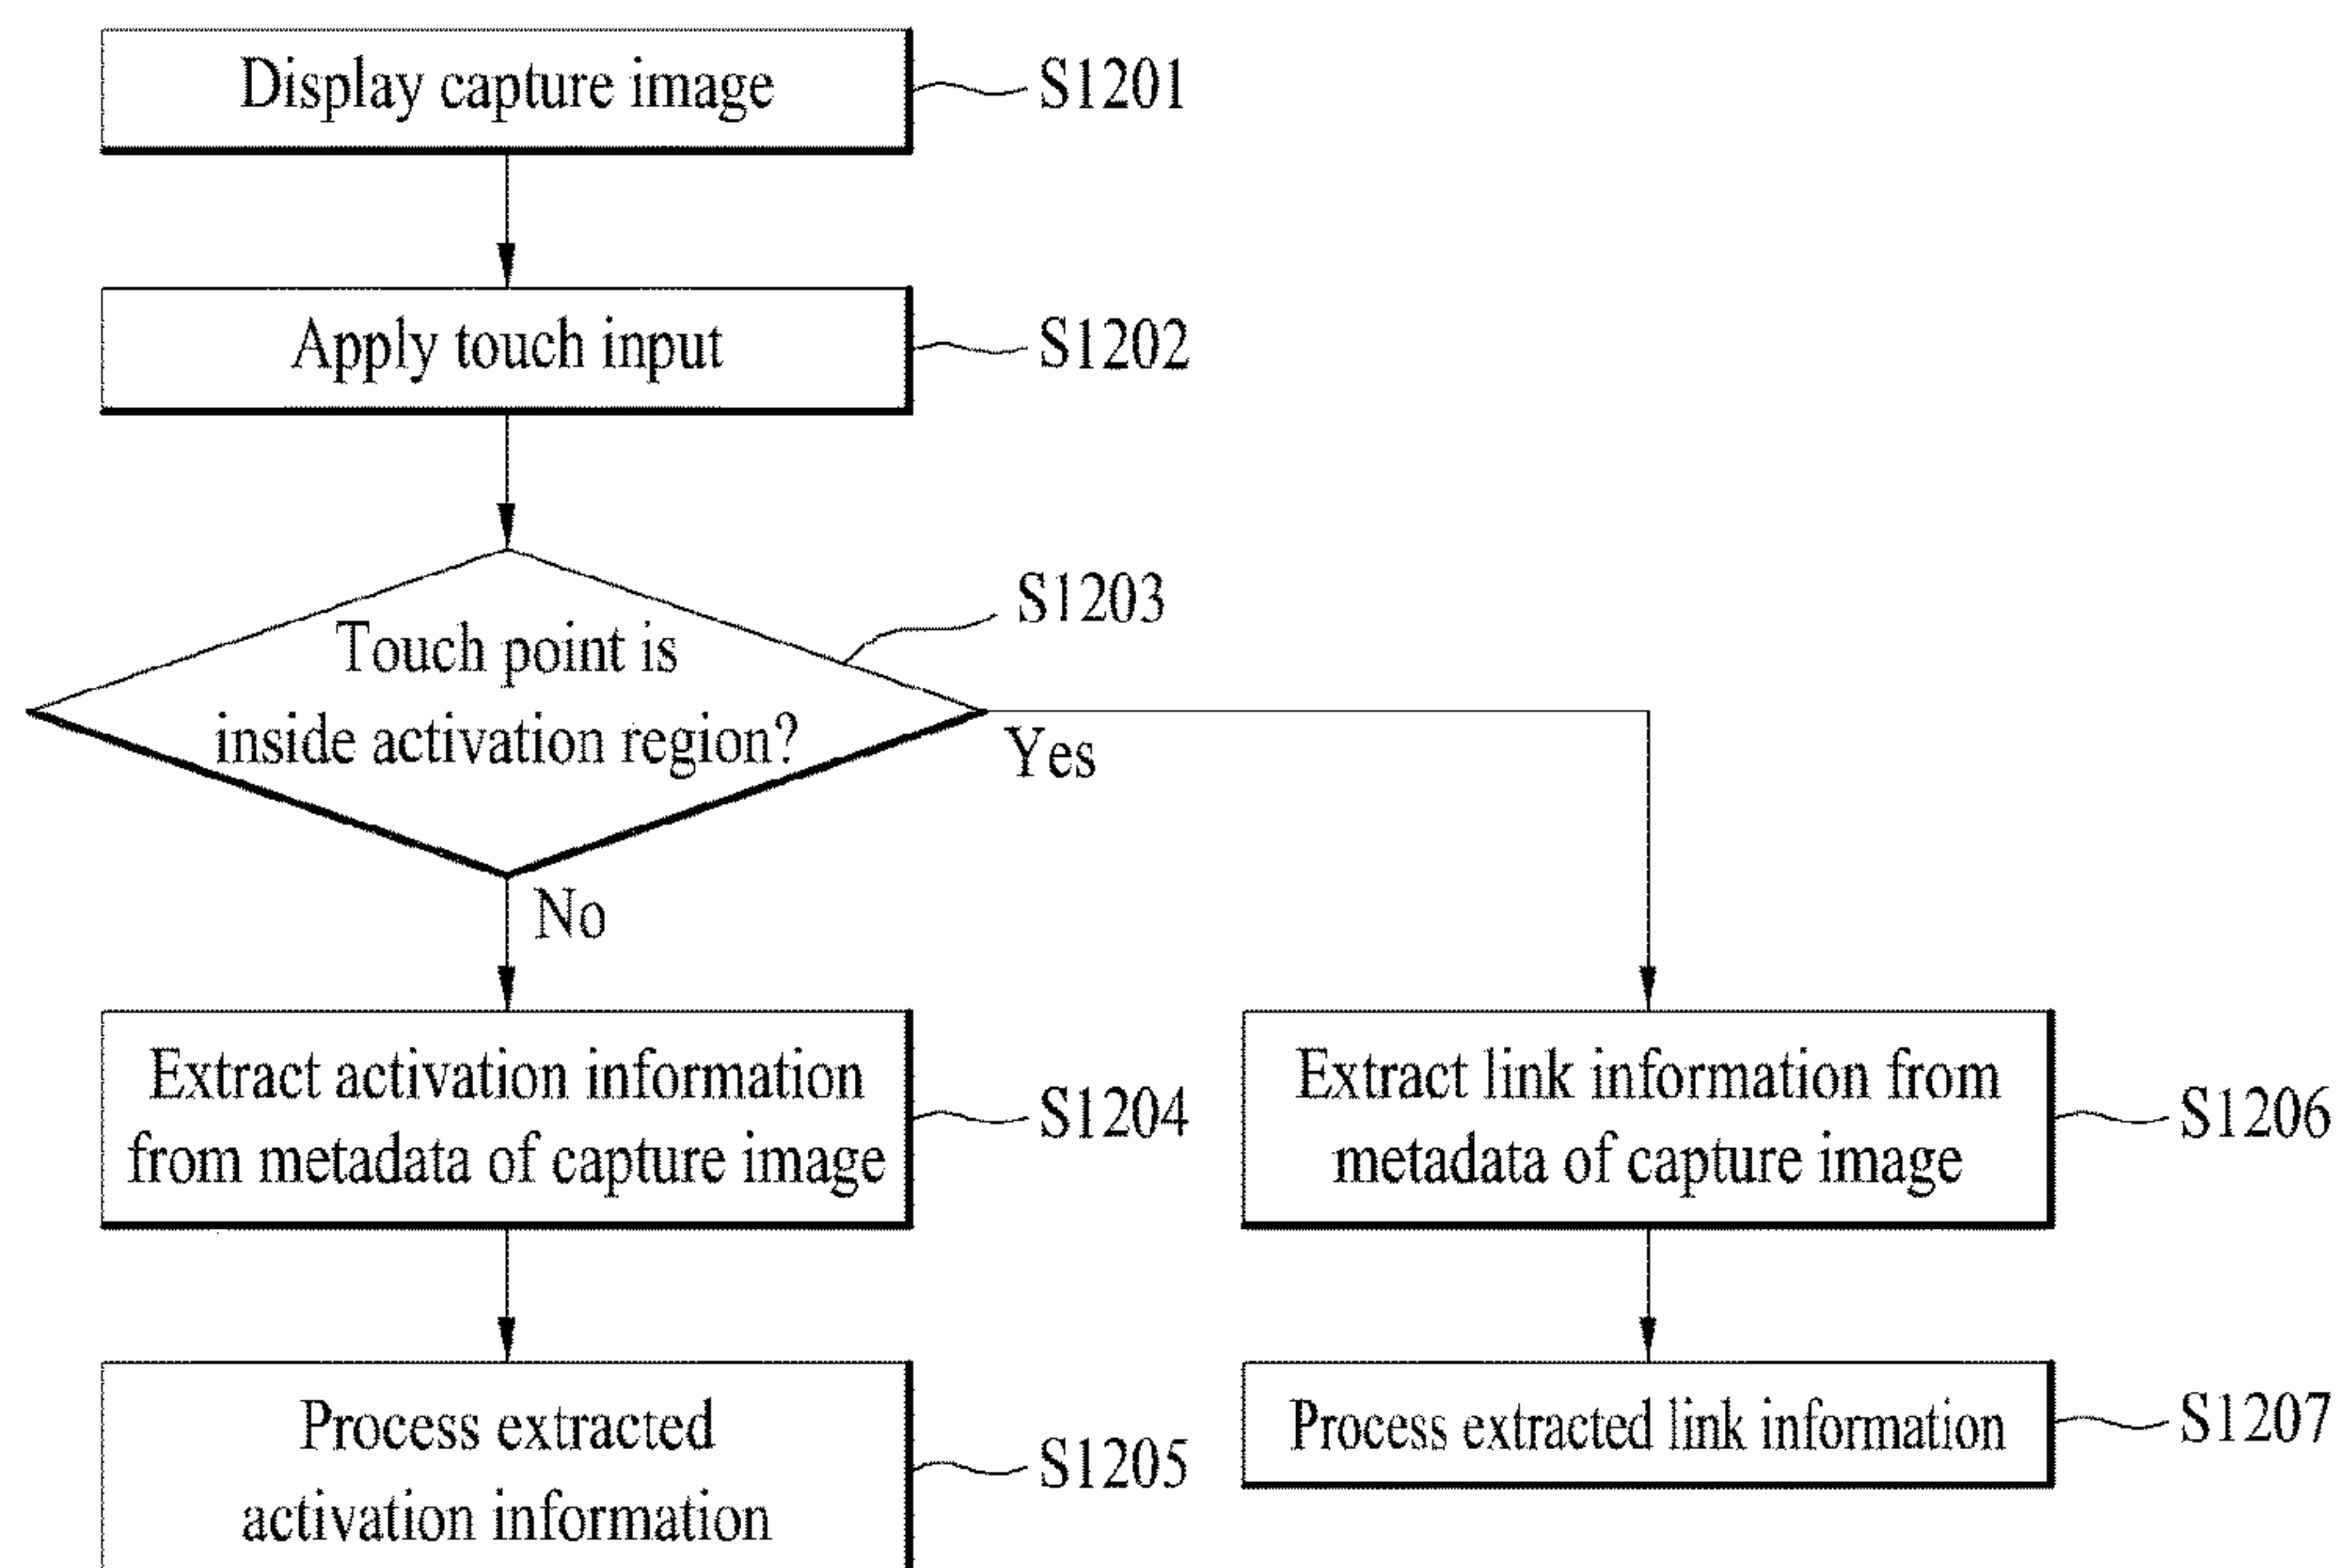 Display capture image
S1201
Apply touch input
S1202
S1203
Touch point is
inside activation region?
Yes
No
Extract activation information
from metadata of capture image
S1204
Extract link information from
metadata of capture image
S1206
Process extracted
activation information
S1205
Process extracted link information
S1207